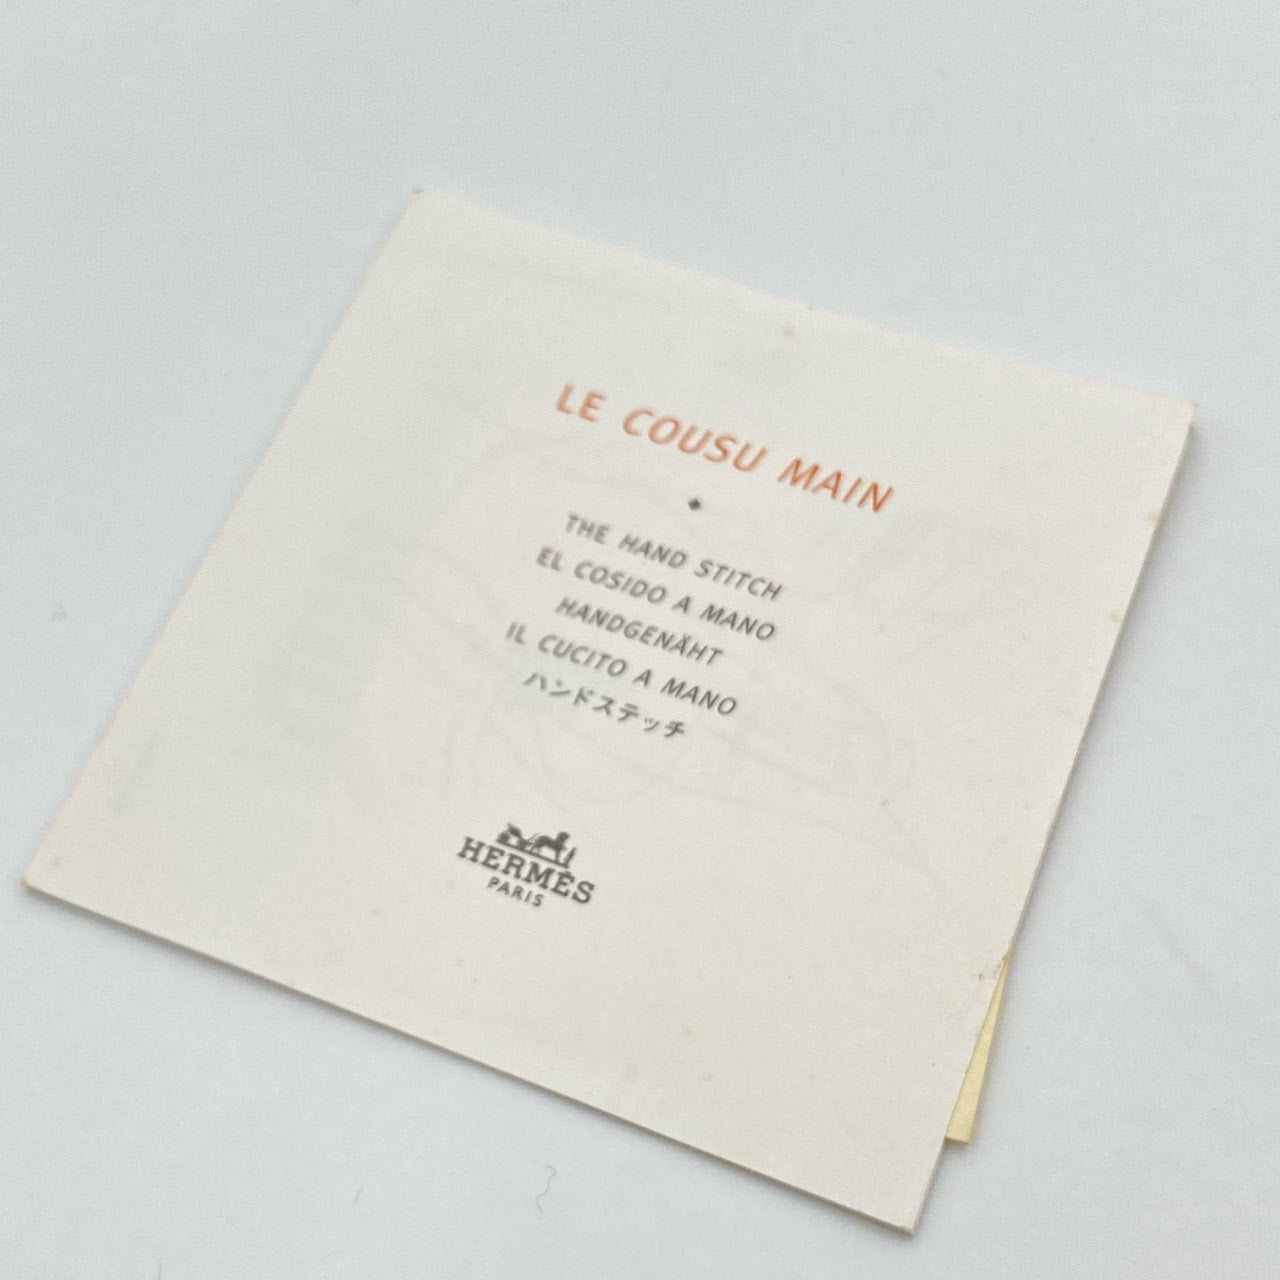 LE COUSU MAIN
THE HAND STITCH
EL COSIDO A MANO
HANDGENÄHT
IL CUCITO A MANO
ハンドステッチ
HERMÈS
PARIS